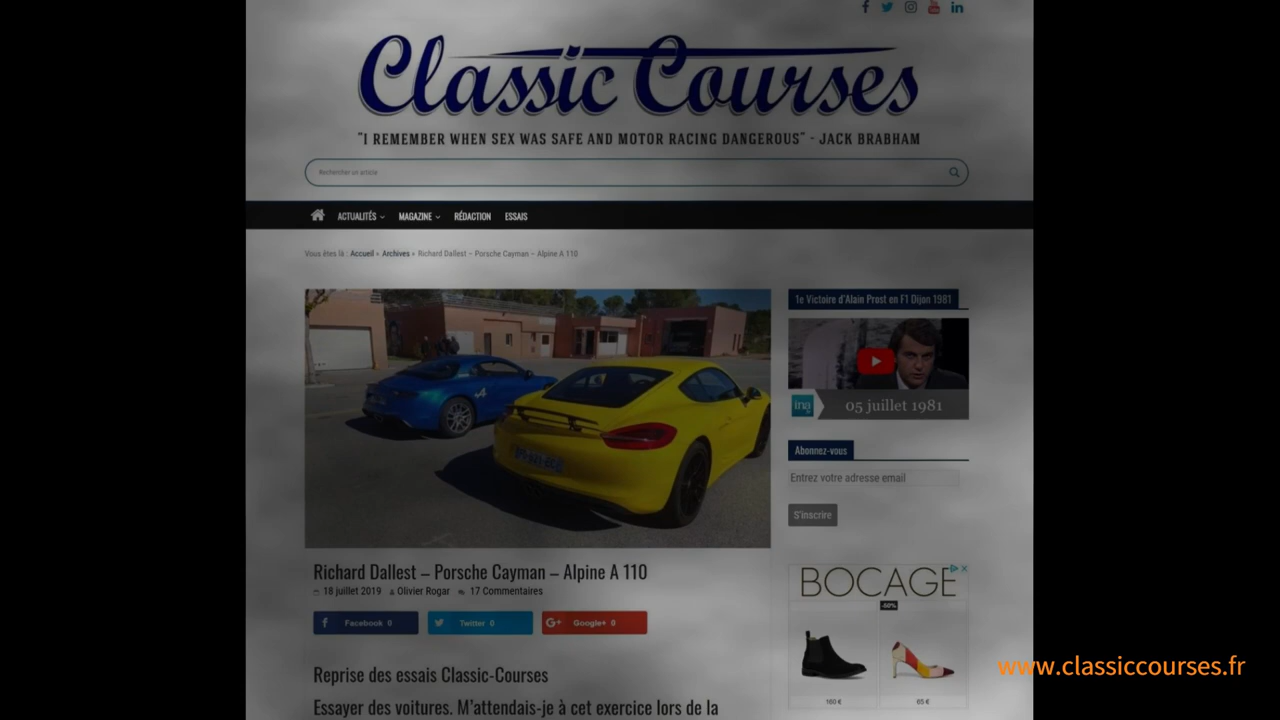 Classic Courses
"I REMEMBER WHEN SEX WAS SAFE AND MOTOR RACING DANGEROUS" - JACK BRABHAM
Rechercher un article
ACTUALITÉS MAGAZINE RÉDACTION ESSAIS
Vous êtes là : Accueil » Archives » Richard Dallest – Porsche Cayman – Alpine A 110
1e Victoire d'Alain Prost en F1 Dijon 1981
ina
05 juillet 1981
Abonnez-vous
Entrez votre adresse email
S'inscrire
Richard Dallest – Porsche Cayman – Alpine A 110
18 juillet 2019 Olivier Rogar 17 Commentaires
Facebook 0 Twitter 0 Google+ 0
Reprise des essais Classic-Courses
Essayer des voitures. M'attendais-je à cet exercice lors de la
BOCAGE
-50%
160 € 65 €
www.classiccourses.fr